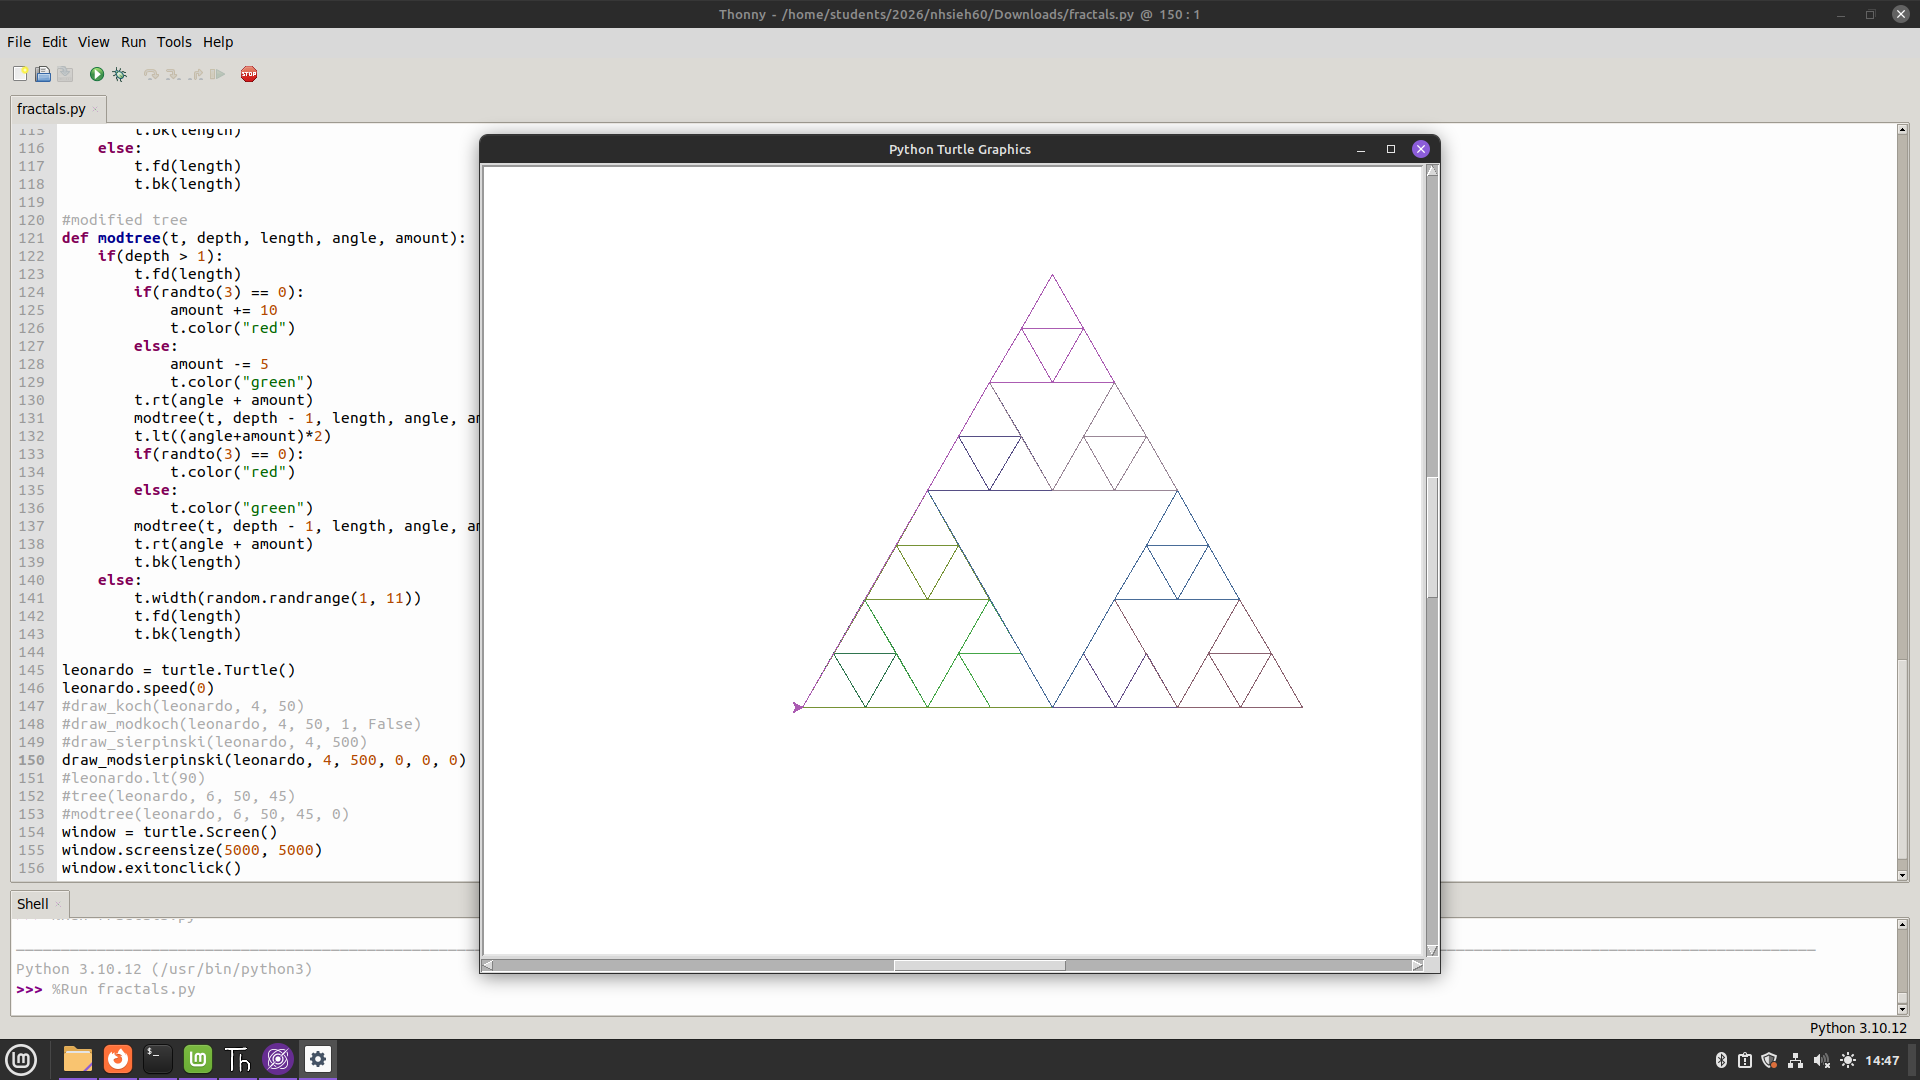 Thonny - /home/students/2026/nhsieh60/Downloads/fractals.py @ 150 : 1
File Edit View Run Tools Help
STOP
fractals.py
115 t.bk(length)
116 else:
117 t.fd(length)
118 t.bk(length)
119
120 #modified tree
121 def modtree(t, depth, length, angle, amount):
122 if(depth > 1):
123 t.fd(length)
124 if(randto(3) == 0):
125 amount += 10
126 t.color("red")
127 else:
128 amount -= 5
129 t.color("green")
130 t.rt(angle + amount)
131 modtree(t, depth - 1, length, angle, am
132 t.lt((angle+amount)*2)
133 if(randto(3) == 0):
134 t.color("red")
135 else:
136 t.color("green")
137 modtree(t, depth - 1, length, angle, am
138 t.rt(angle + amount)
139 t.bk(length)
140 else:
141 t.width(random.randrange(1, 11))
142 t.fd(length)
143 t.bk(length)
144
145 leonardo = turtle.Turtle()
146 leonardo.speed(0)
147 #draw_koch(leonardo, 4, 50)
148 #draw_modkoch(leonardo, 4, 50, 1, False)
149 #draw_sierpinski(leonardo, 4, 500)
150 draw_modsierpinski(leonardo, 4, 500, 0, 0, 0)
151 #leonardo.lt(90)
152 #tree(leonardo, 6, 50, 45)
153 #modtree(leonardo, 6, 50, 45, 0)
154 window = turtle.Screen()
155 window.screensize(5000, 5000)
156 window.exitonclick()
Python Turtle Graphics
Shell
Python 3.10.12 (/usr/bin/python3)
>>> %Run fractals.py
Python 3.10.12
Th
14:47